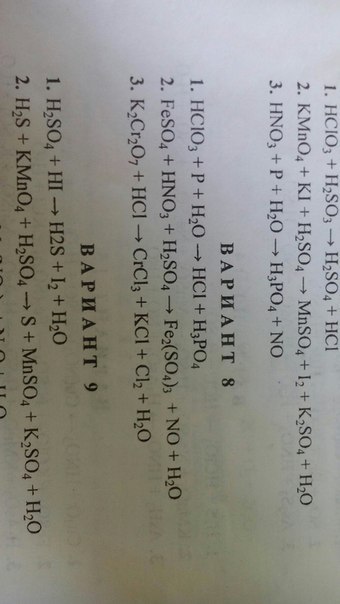 1. HClO₃ + H₂SO₃ → H₂SO₄ + HCl
2. KMnO₄ + KI + H₂SO₄ → MnSO₄ + I₂ + K₂SO₄ + H₂O
3. HNO₃ + P + H₂O → H₃PO₄ + NO
ВАРИАНТ 8
1. HClO₃ + P + H₂O → HCl + H₃PO₄
2. FeSO₄ + HNO₃ + H₂SO₄ → Fe₂(SO₄)₃ + NO + H₂O
3. K₂Cr₂O₇ + HCl → CrCl₃ + KCl + Cl₂ + H₂O
ВАРИАНТ 9
1. H₂SO₄ + HI → H2S + I₂ + H₂O
2. H₂S + KMnO₄ + H₂SO₄ → S + MnSO₄ + K₂SO₄ + H₂O